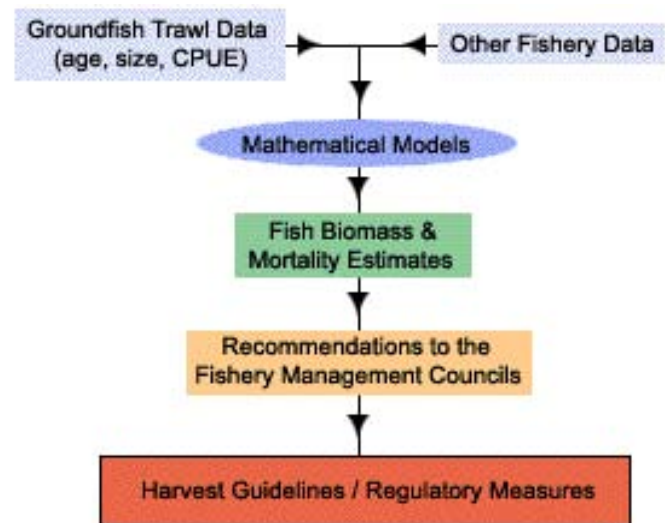 Groundfish Trawl Data
(age, size, CPUE)
Other Fishery Data
Mathematical Models
Fish Biomass &
Mortality Estimates
Recommendations to the
Fishery Management Councils
Harvest Guidelines / Regulatory Measures